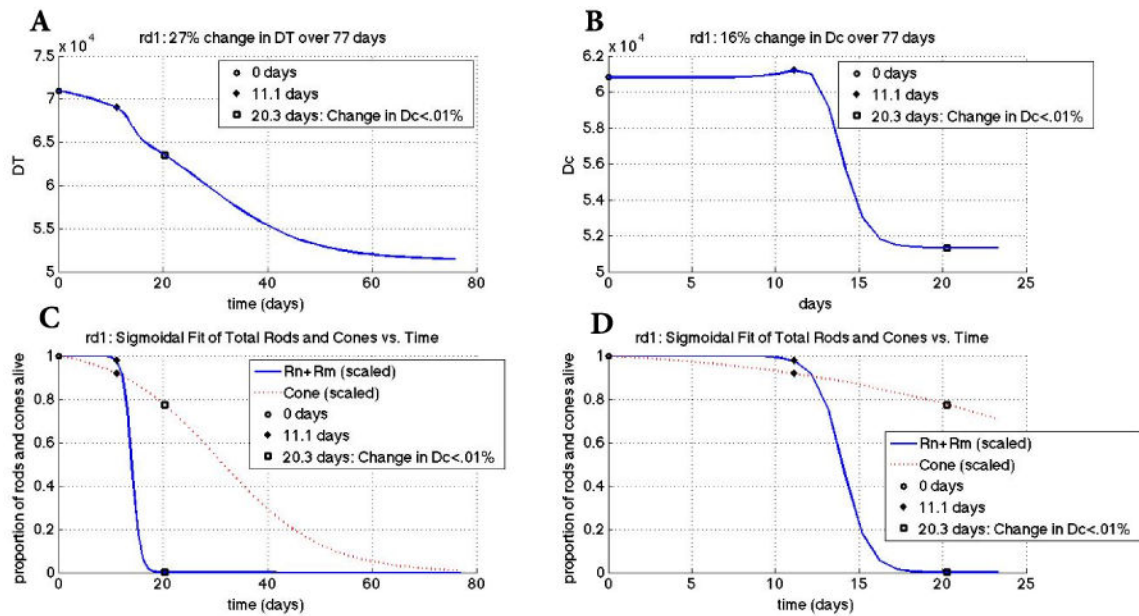 A
rd1: 27% change in DT over 77 days
x 10⁴
7.5
7
6.5
6
5.5
5
DT
0 days
11.1 days
20.3 days: Change in Dc<.01%
0 20 40 60 80
time (days)
B
rd1: 16% change in Dc over 77 days
x 10⁴
6.2
6
5.8
5.6
5.4
5.2
5
Dc
0 days
11.1 days
20.3 days: Change in Dc<.01%
0 5 10 15 20 25
days
C
rd1: Sigmoidal Fit of Total Rods and Cones vs. Time
1
0.8
0.6
0.4
0.2
0
proportion of rods and cones alive
Rn+Rm (scaled)
Cone (scaled)
0 days
11.1 days
20.3 days: Change in Dc<.01%
0 20 40 60 80
time (days)
D
rd1: Sigmoidal Fit of Total Rods and Cones vs. Time
1
0.8
0.6
0.4
0.2
0
proportion of rods and cones alive
Rn+Rm (scaled)
Cone (scaled)
0 days
11.1 days
20.3 days: Change in Dc<.01%
0 5 10 15 20 25
time (days)